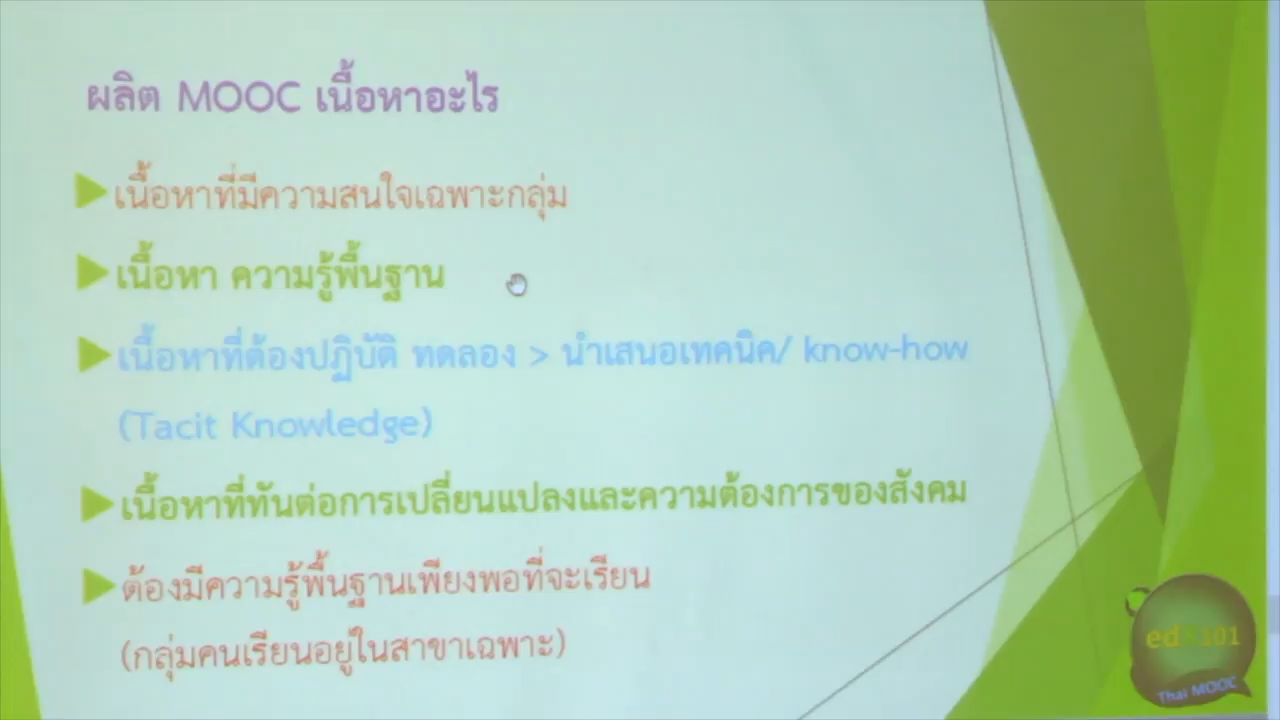 ผลิต MOOC เนื้อหาอะไร
เนื้อหาที่มีความสนใจเฉพาะกลุ่ม
เนื้อหา ความรู้พื้นฐาน
เนื้อหาที่ต้องปฏิบัติ ทดลอง > นำเสนอเทคนิค/ know-how
(Tacit Knowledge)
เนื้อหาที่ทันต่อการเปลี่ยนแปลงและความต้องการของสังคม
ต้องมีความรู้พื้นฐานเพียงพอที่จะเรียน
(กลุ่มคนเรียนอยู่ในสาขาเฉพาะ)
101
Thai MOOC